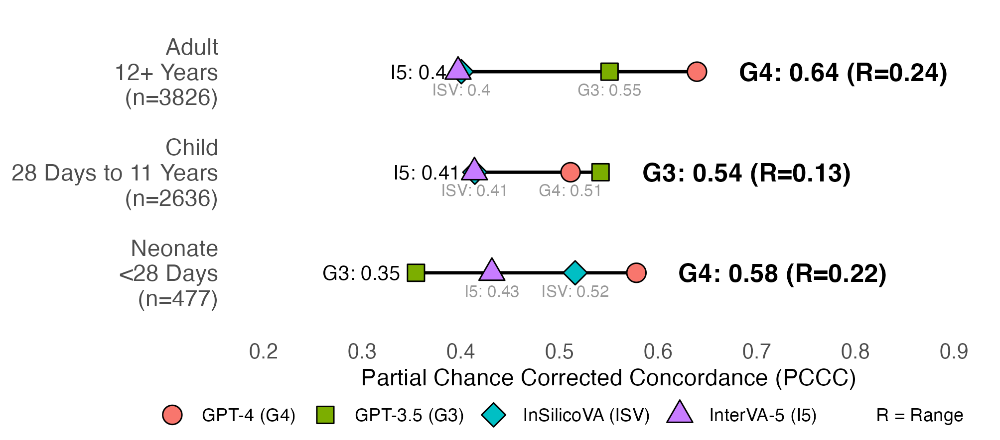 Adult
12+ Years
(n=3826)
I5: 0.4
ISV: 0.4
G3: 0.55
G4: 0.64 (R=0.24)
Child
28 Days to 11 Years
(n=2636)
I5: 0.41
ISV: 0.41
G4: 0.51
G3: 0.54 (R=0.13)
Neonate
<28 Days
(n=477)
G3: 0.35
I5: 0.43
ISV: 0.52
G4: 0.58 (R=0.22)
0.2 0.3 0.4 0.5 0.6 0.7 0.8 0.9
Partial Chance Corrected Concordance (PCCC)
GPT-4 (G4) GPT-3.5 (G3) InSilicoVA (ISV) InterVA-5 (I5) R = Range